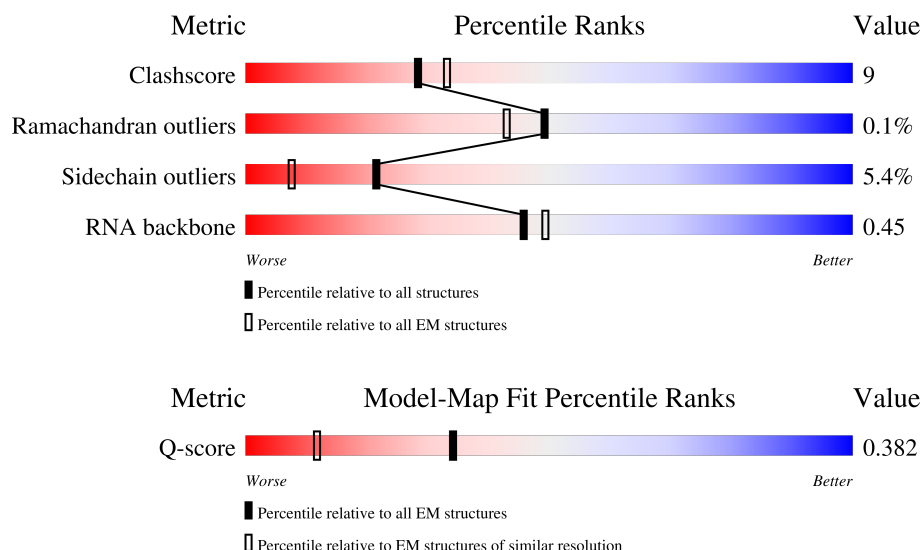 Metric Percentile Ranks Value
Clashscore 9
Ramachandran outliers 0.1%
Sidechain outliers 5.4%
RNA backbone 0.45
Worse Better
Percentile relative to all structures
Percentile relative to all EM structures
Metric Model-Map Fit Percentile Ranks Value
Q-score 0.382
Worse Better
Percentile relative to all EM structures
Percentile relative to EM structures of similar resolution